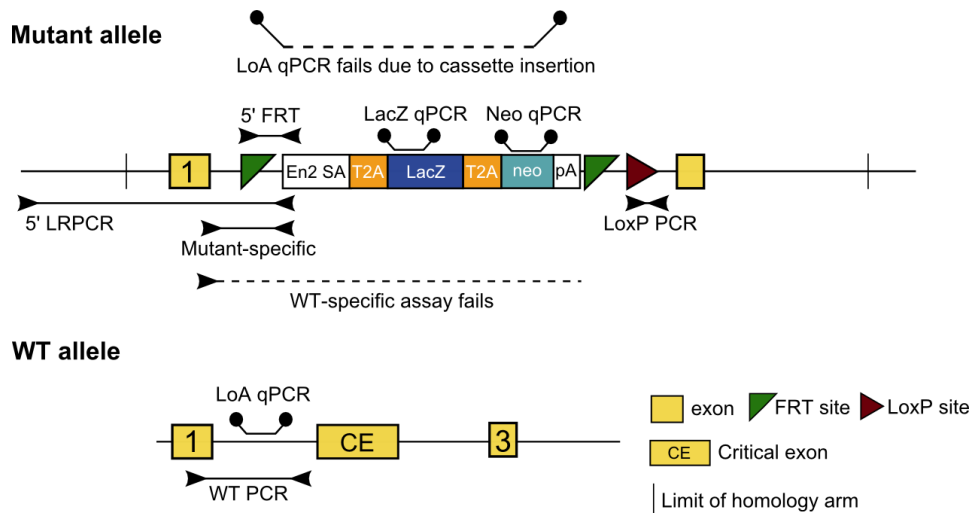 Mutant allele
LoA qPCR fails due to cassette insertion
5' FRT
LacZ qPCR
Neo qPCR
1
En2 SA
T2A
LacZ
T2A
neo
pA
5' LRPCR
LoxP PCR
Mutant-specific
WT-specific assay fails
WT allele
LoA qPCR
1
CE
3
WT PCR
exon
FRT site
LoxP site
CE
Critical exon
Limit of homology arm